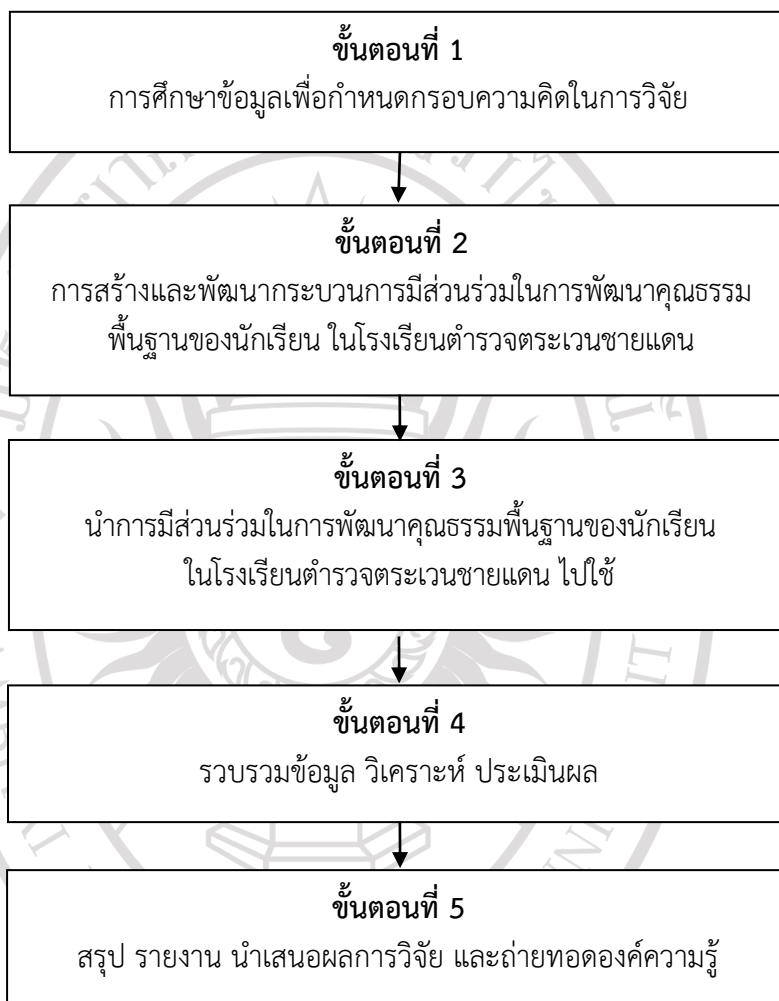 ขั้นตอนที่ 1
การศึกษาข้อมูลเพื่อกำหนดกรอบความคิดในการวิจัย
ขั้นตอนที่ 2
การสร้างและพัฒนากระบวนการมีส่วนร่วมในการพัฒนาคุณธรรม
พื้นฐานของนักเรียน ในโรงเรียนตำรวจตระเวนชายแดน
ขั้นตอนที่ 3
นำการมีส่วนร่วมในการพัฒนาคุณธรรมพื้นฐานของนักเรียน
ในโรงเรียนตำรวจตระเวนชายแดน ไปใช้
ขั้นตอนที่ 4
รวบรวมข้อมูล วิเคราะห์ ประเมินผล
ขั้นตอนที่ 5
สรุป รายงาน นำเสนอผลการวิจัย และถ่ายทอดองค์ความรู้